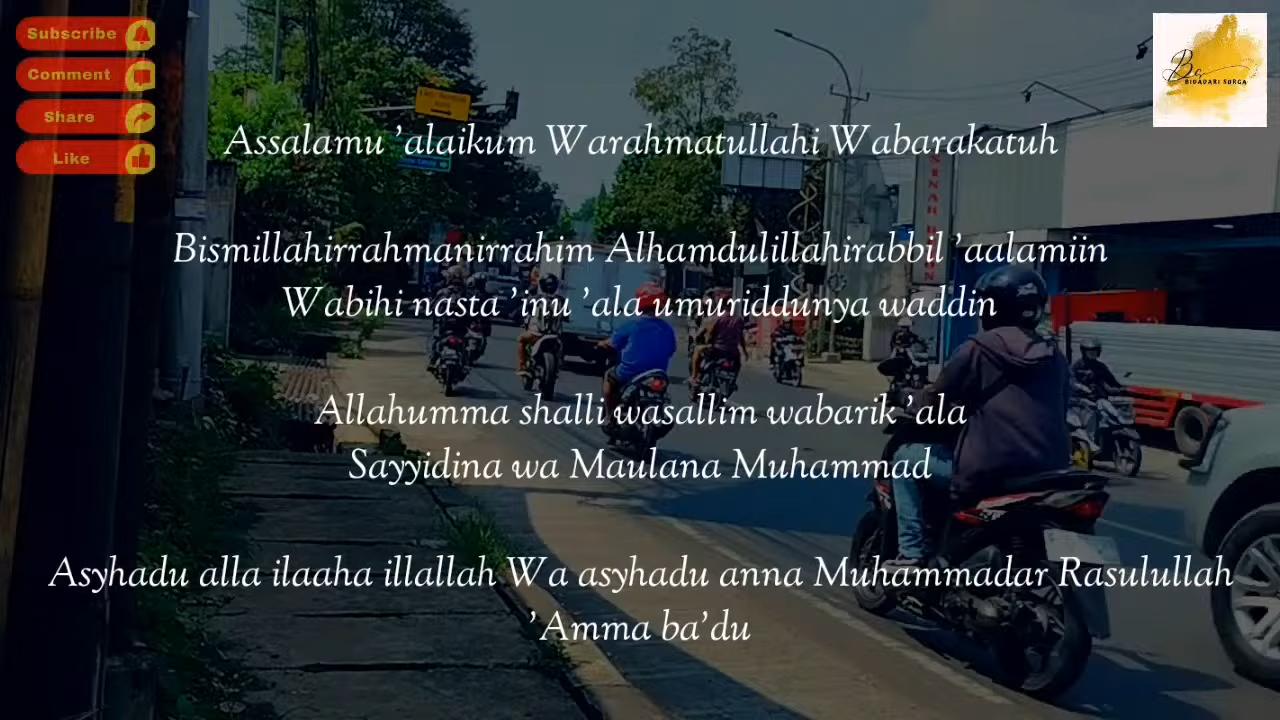 Subscribe
Comment
Share
Like
BIDADARI SURGA
Assalamu 'alaikum Warahmatullahi Wabarakatuh
Bismillahirrahmanirrahim Alhamdulillahirabbil 'aalamiin
Wabihi nasta 'inu 'ala umuriddunya waddin
Allahumma shalli wasallim wabarik 'ala
Sayyidina wa Maulana Muhammad
Asyhadu alla ilaaha illallah Wa asyhadu anna Muhammadar Rasulullah
'Amma ba'du